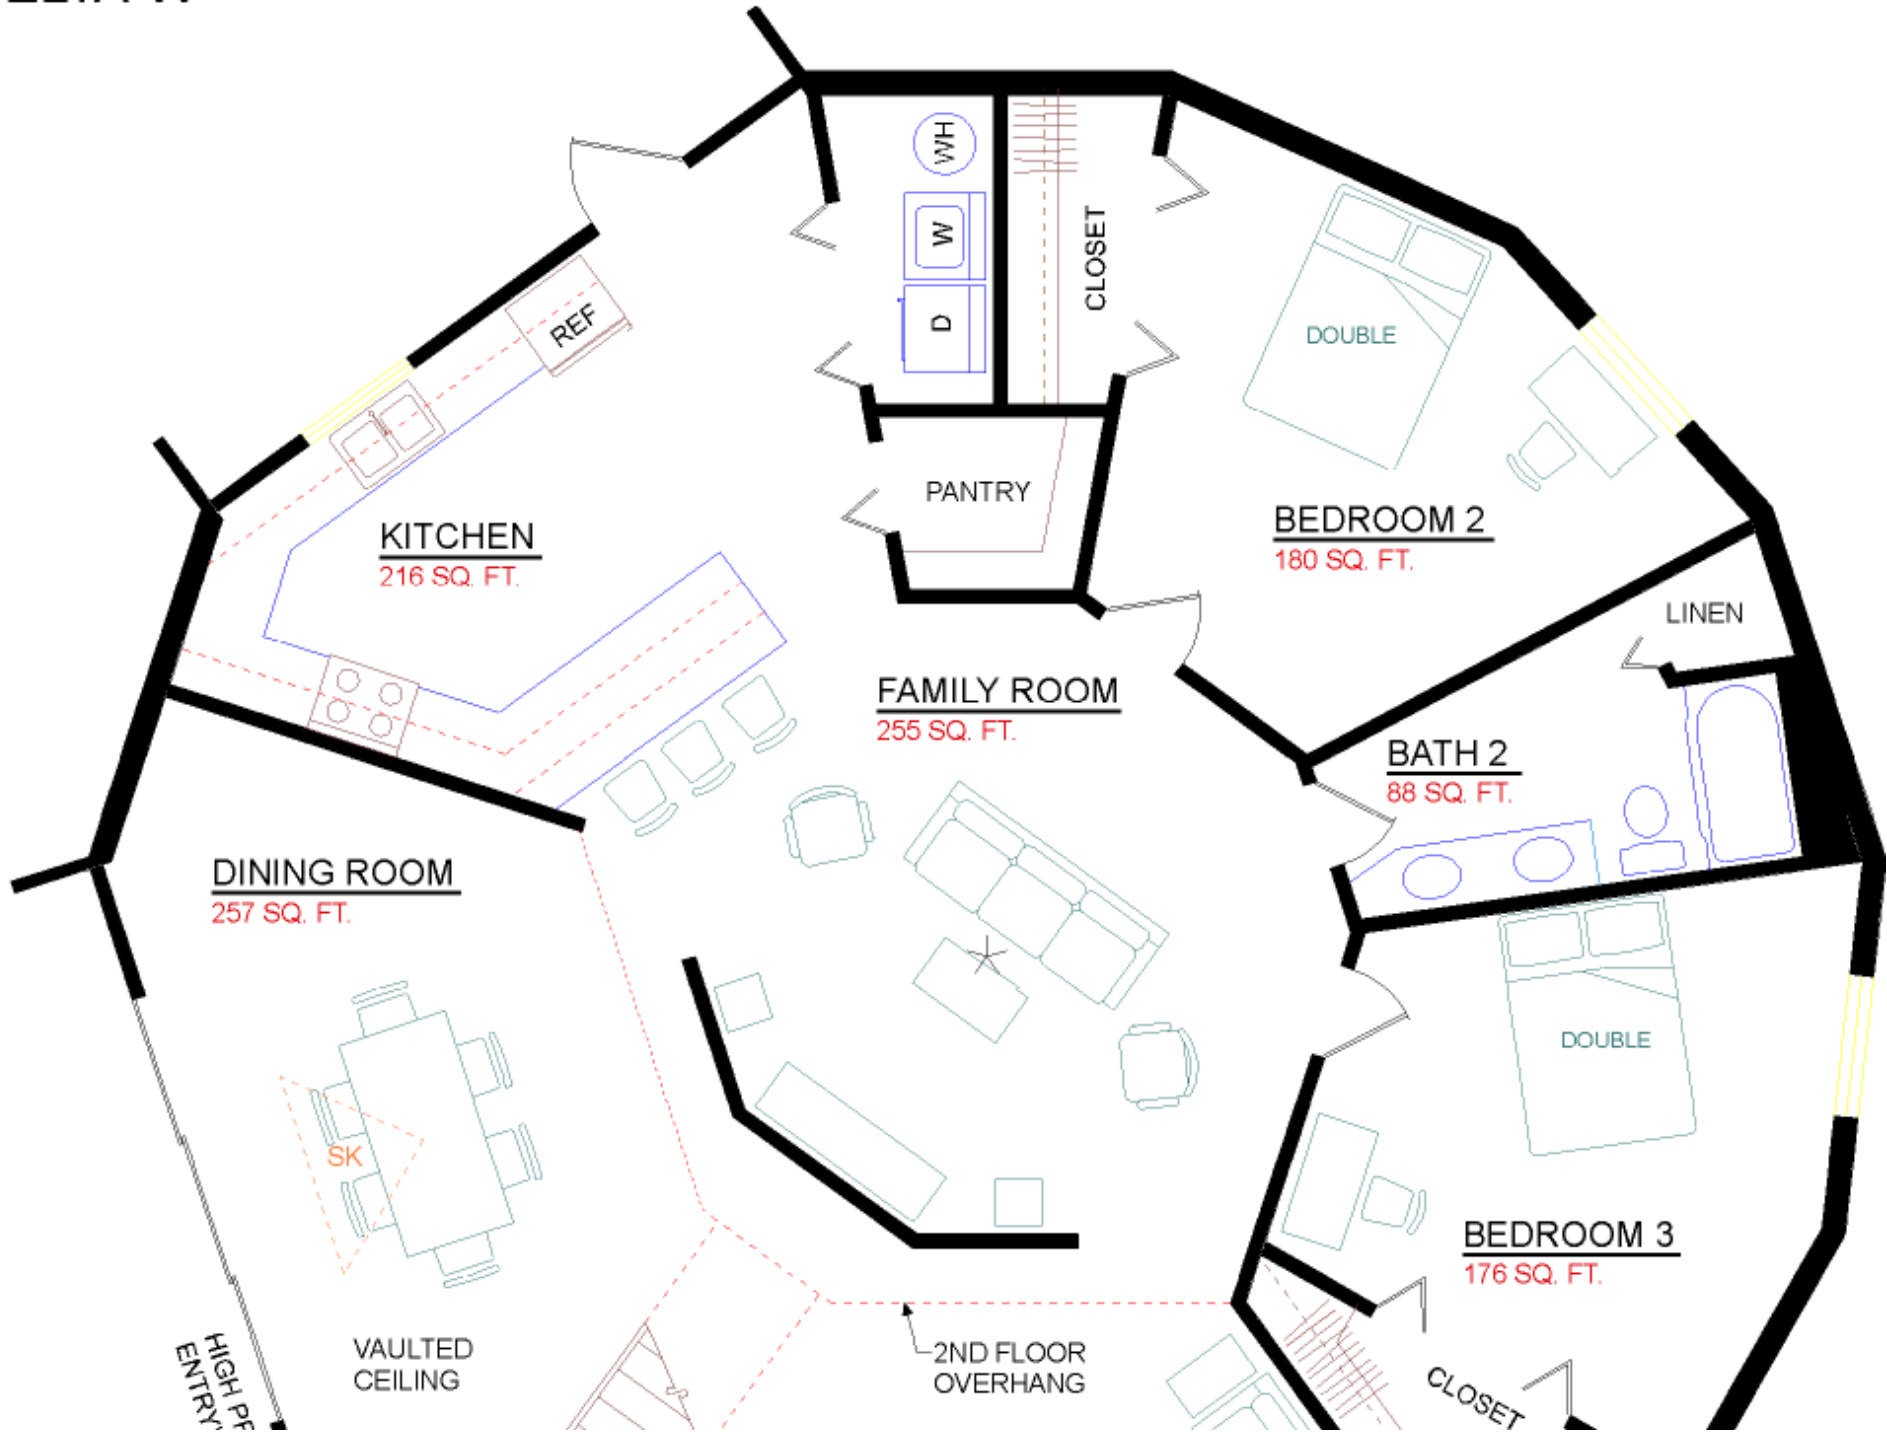 WH
W
D
CLOSET
REF
DOUBLE
PANTRY
KITCHEN
216 SQ. FT.
BEDROOM 2
180 SQ. FT.
LINEN
FAMILY ROOM
255 SQ. FT.
BATH 2
88 SQ. FT.
DINING ROOM
257 SQ. FT.
DOUBLE
SK
BEDROOM 3
176 SQ. FT.
VAULTED
CEILING
2ND FLOOR
OVERHANG
CLOSET
HIGH
ENTRY